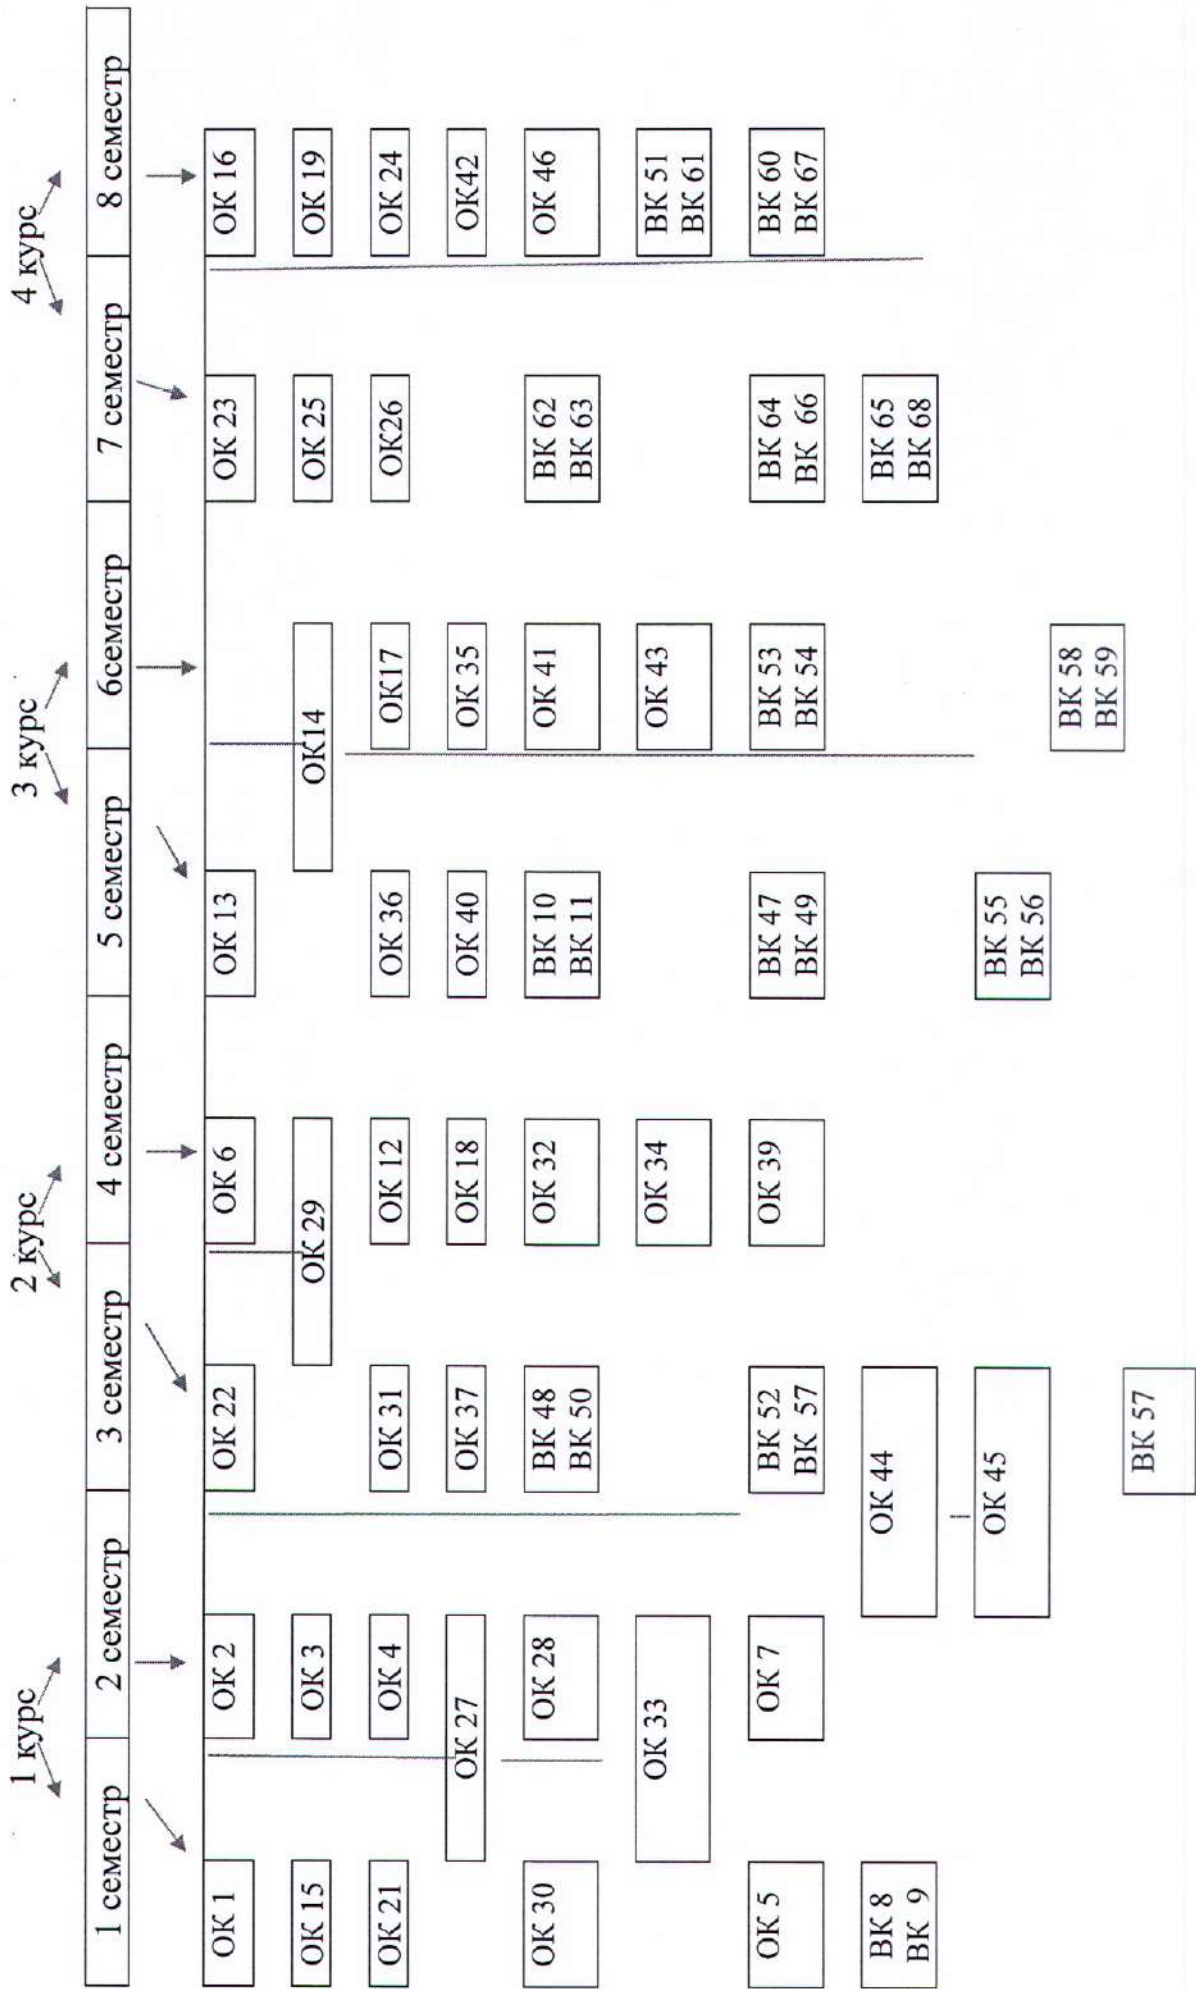 1 курс
2 курс
3 курс
4 курс
1 семестр
2 семестр
3 семестр
4 семестр
5 семестр
6семестр
7 семестр
8 семестр
ОК 1
ОК 2
ОК 22
ОК 6
ОК 13
ОК 23
ОК 16
ОК 15
ОК 3
ОК 29
ОК14
ОК 25
ОК 19
ОК 21
ОК 4
ОК 31
ОК 12
ОК 36
ОК17
ОК26
ОК 24
ОК 27
ОК 37
ОК 18
ОК 40
ОК 35
ОК42
ОК 30
ОК 28
ВК 48
ВК 50
ОК 32
ВК 10
ВК 11
ОК 41
ВК 62
ВК 63
ОК 46
ОК 33
ОК 34
ОК 43
ВК 51
ВК 61
ОК 5
ОК 7
ВК 52
ВК 57
ОК 39
ВК 47
ВК 49
ВК 53
ВК 54
ВК 64
ВК 66
ВК 60
ВК 67
ВК 8
ВК 9
ОК 44
ВК 65
ВК 68
ОК 45
ВК 55
ВК 56
ВК 58
ВК 59
ВК 57